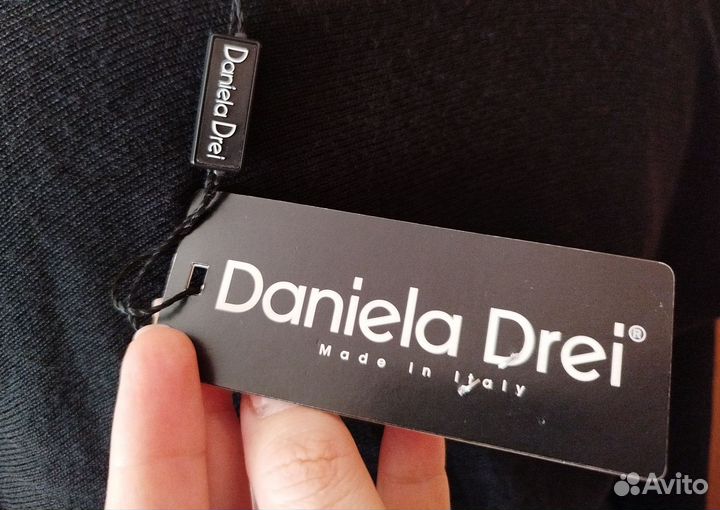 Daniela Drei
Daniela Drei®
Made in Italy
Avito